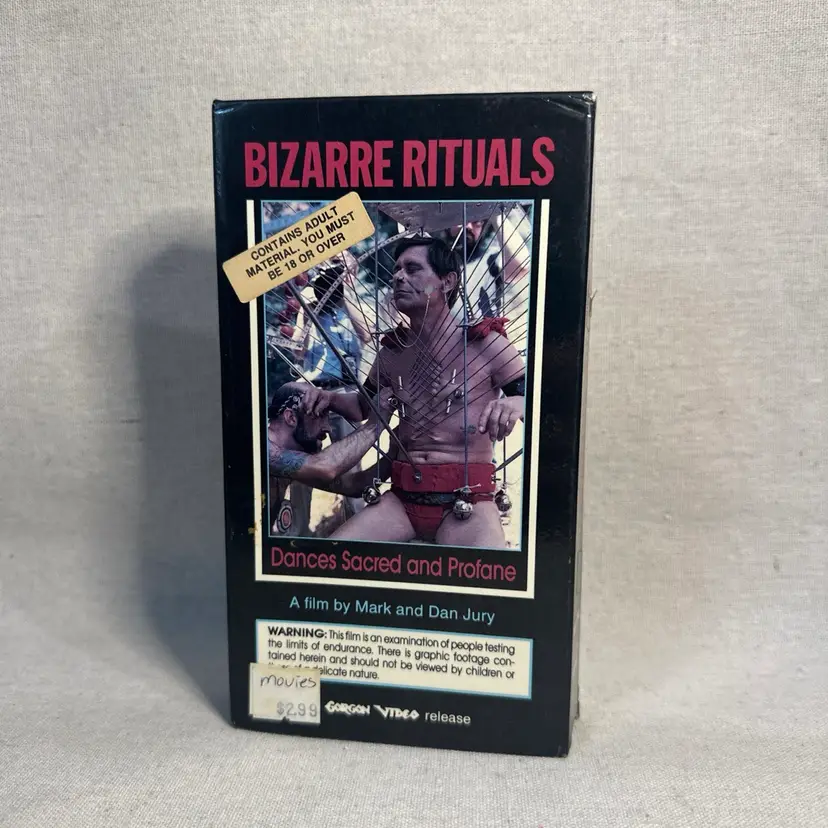 BIZARRE RITUALS
CONTAINS ADULT
MATERIAL. YOU MUST
BE 18 OR OVER
Dances Sacred and Profane
A film by Mark and Dan Jury
WARNING: This film is an examination of people testing
the limits of endurance. There is graphic footage con-
tained herein and should not be viewed by children or
delicate nature.
movies
$2.99
GORGON VIDEO release